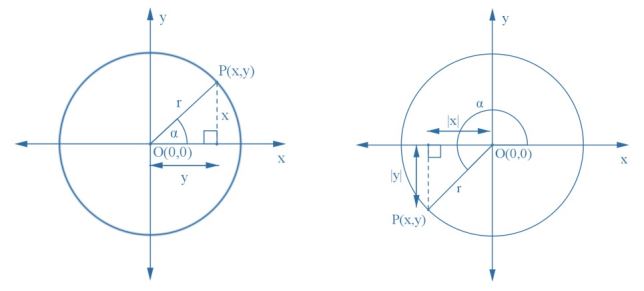 y
P(x,y)
r
x
α
O(0,0)
x
y
y
α
|x|
O(0,0)
x
|y|
r
P(x,y)